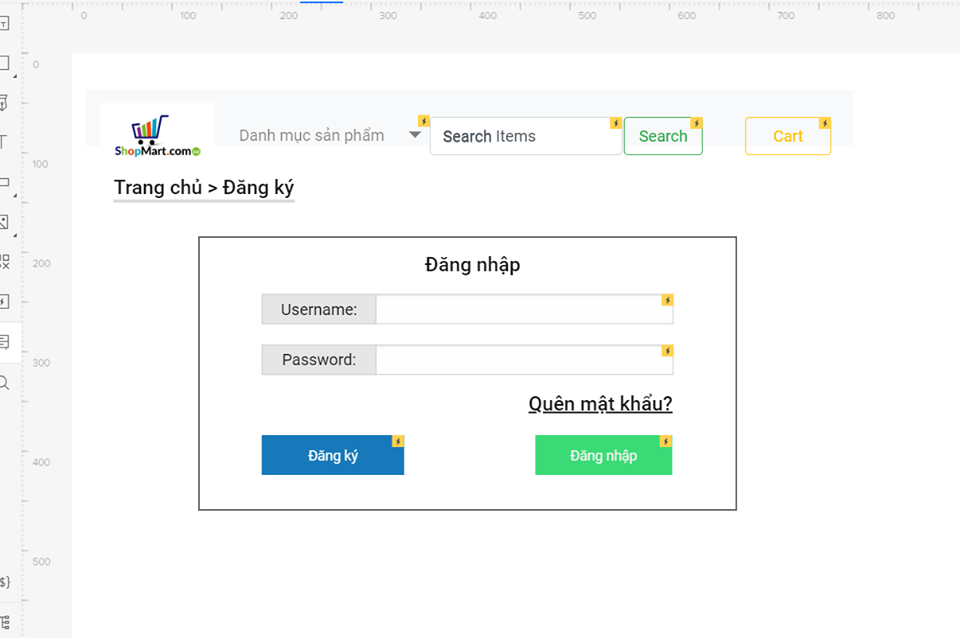 0 100 200 300 400 500 600 700 800
0
100
200
300
400
500
ShopMart.com
Danh mục sản phẩm
Search Items
Search
Cart
Trang chủ > Đăng ký
Đăng nhập
Username:
Password:
Quên mật khẩu?
Đăng ký
Đăng nhập